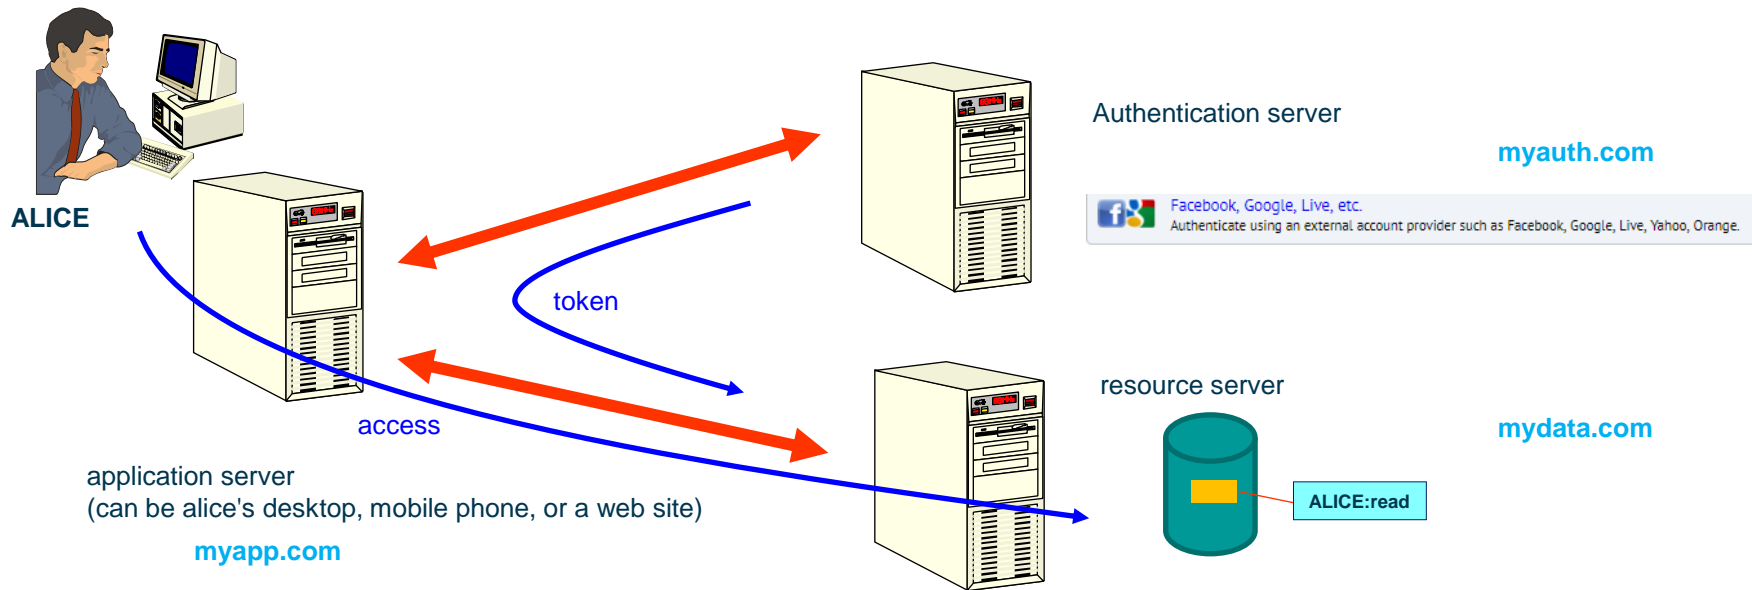 ALICE
Authentication server
myauth.com
Facebook, Google, Live, etc.
Authenticate using an external account provider such as Facebook, Google, Live, Yahoo, Orange.
token
access
resource server
mydata.com
ALICE:read
application server
(can be alice's desktop, mobile phone, or a web site)
myapp.com